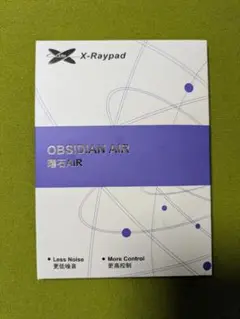 X-Raypad
OBSIDIAN AIR
曜石AIR
• Less Noise
更低噪音
• More Control
更高控制